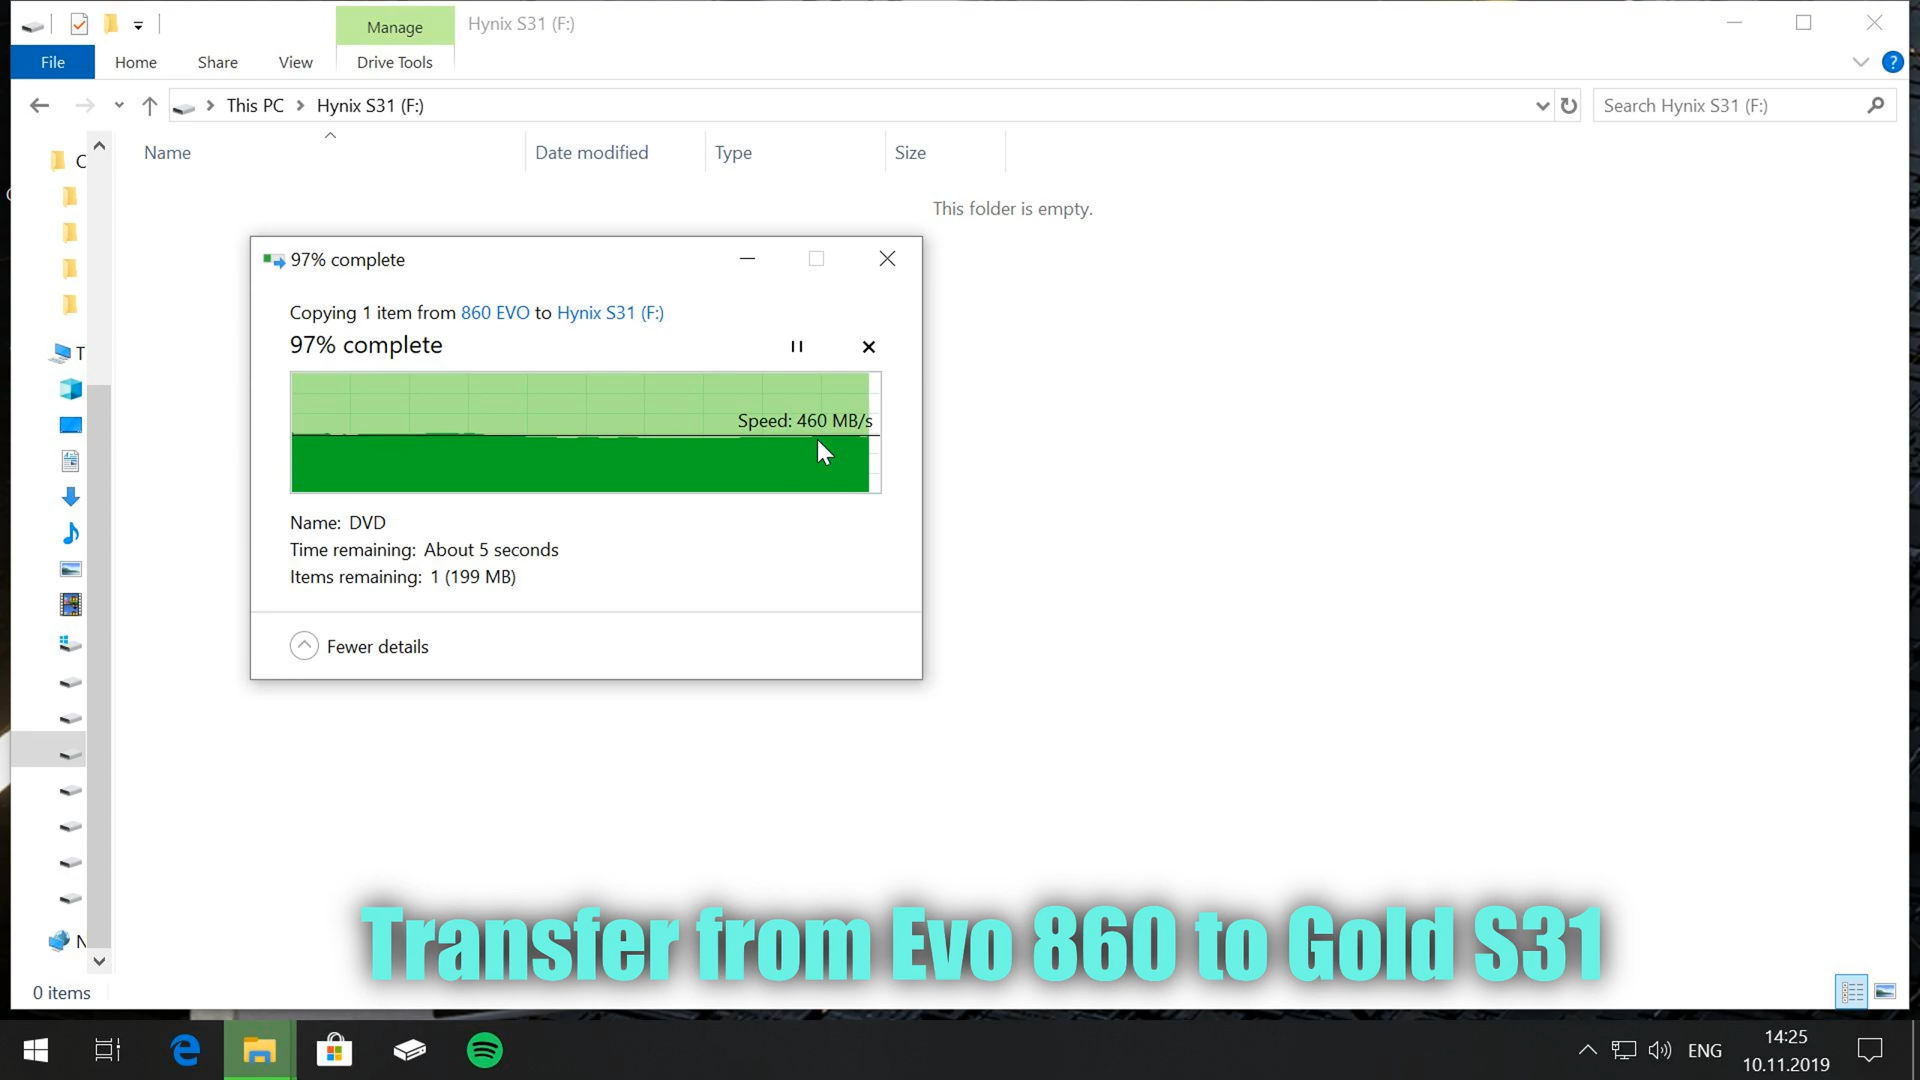 Manage
Hynix S31 (F:)
File
Home
Share
View
Drive Tools
?
This PC
Hynix S31 (F:)
Search Hynix S31 (F:)
Name
Date modified
Type
Size
This folder is empty.
97% complete
Copying 1 item from 860 EVO to Hynix S31 (F:)
97% complete
Speed: 460 MB/s
Name: DVD
Time remaining: About 5 seconds
Items remaining: 1 (199 MB)
Fewer details
C
T
N
Transfer from Evo 860 to Gold S31
0 items
ENG
14:25
10.11.2019